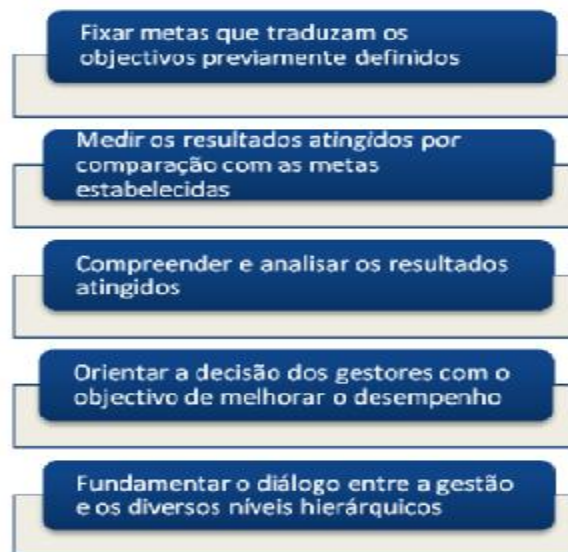 Fixar metas que traduzam os
objectivos previamente definidos
Medir os resultados atingidos por
comparação com as metas
estabelecidas
Compreender e analisar os resultados
atingidos
Orientar a decisão dos gestores com o
objectivo de melhorar o desempenho
Fundamentar o diálogo entre a gestão
e os diversos níveis hierárquicos